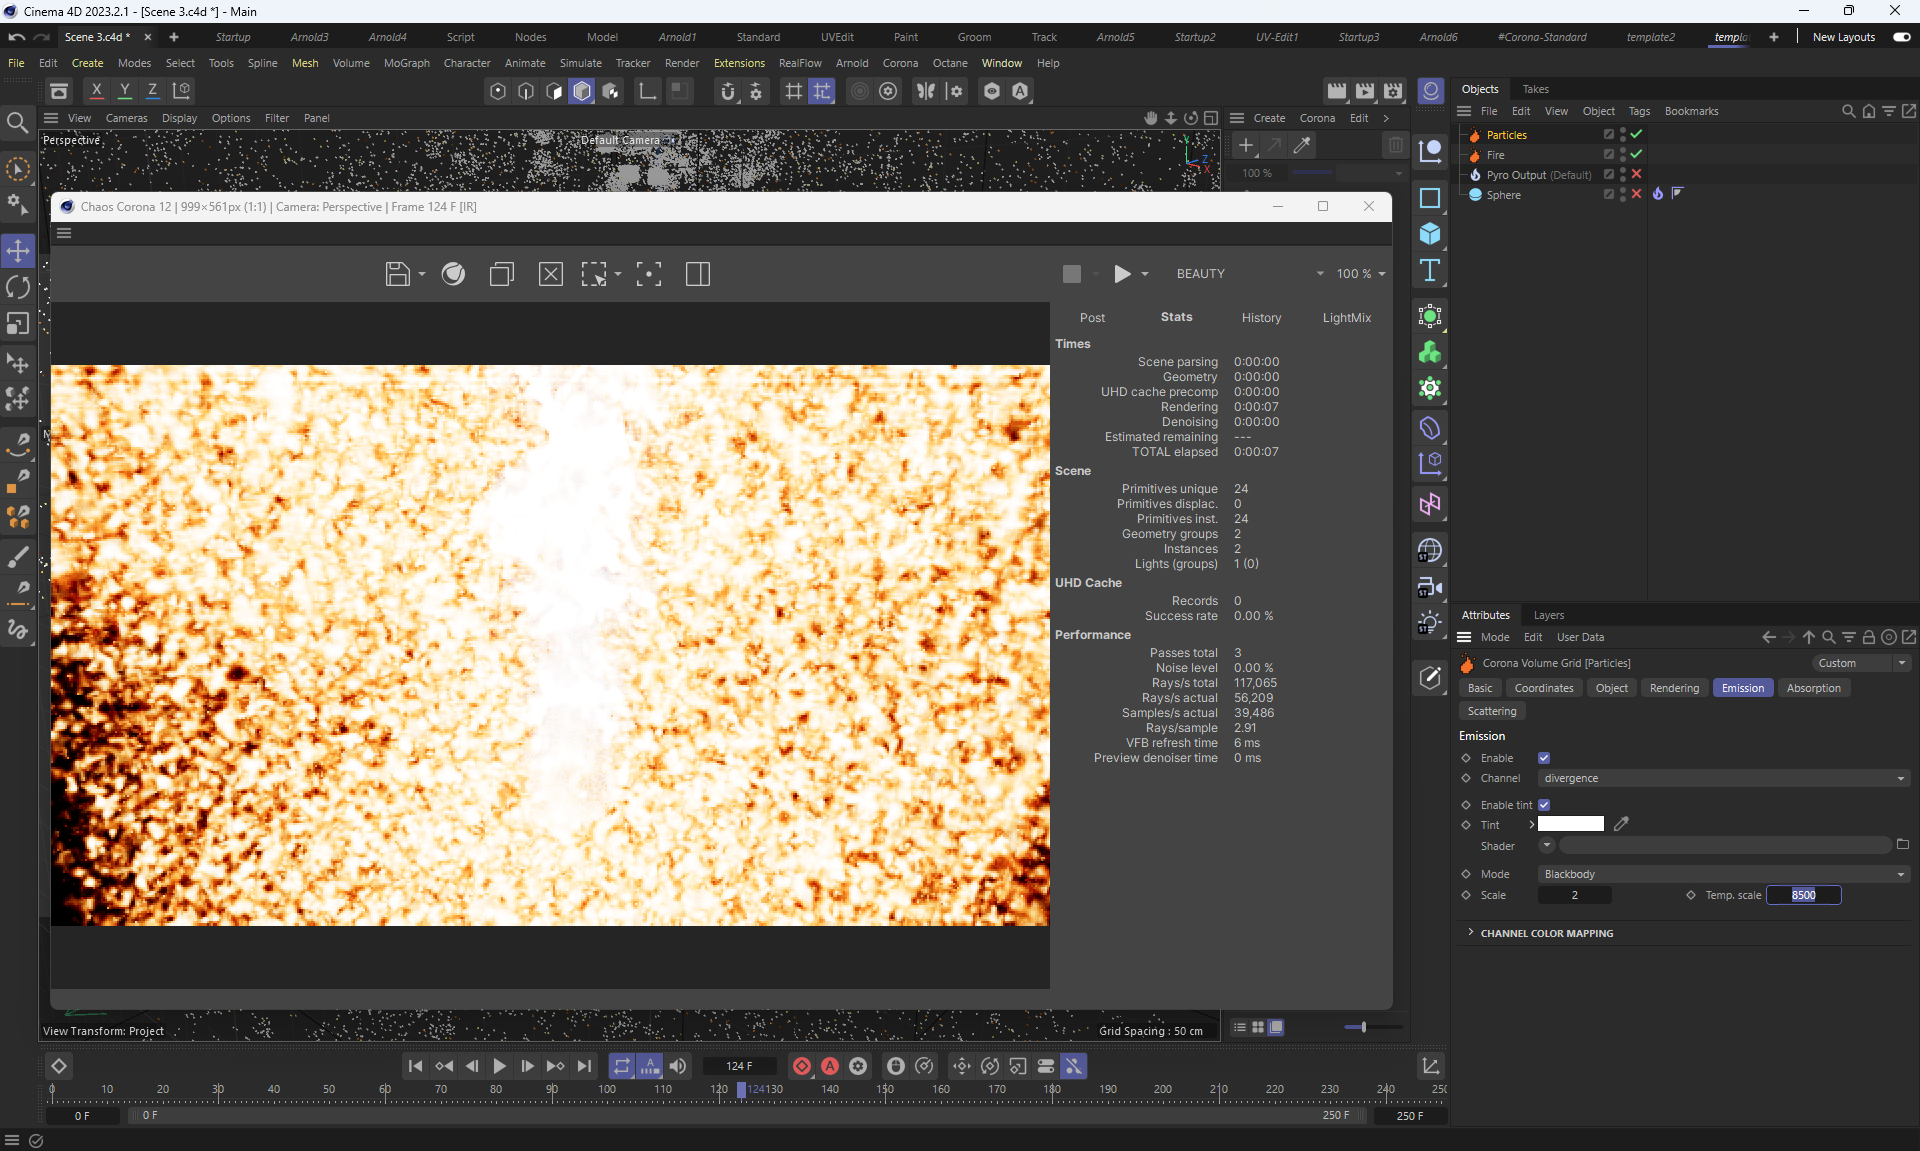 Cinema 4D 2023.2.1 - [Scene 3.c4d *] - Main
Scene 3.c4d *
Startup
Arnold3
Arnold4
Script
Nodes
Model
Arnold1
Standard
UVEdit
Paint
Groom
Track
Arnold5
Startup2
UV-Edit1
Startup3
Arnold6
#Corona-Standard
template2
templa
New Layouts
File Edit Create Modes Select Tools Spline Mesh Volume MoGraph Character Animate Simulate Tracker Render Extensions RealFlow Arnold Corona Octane Window Help
X Y Z
Objects Takes
File Edit View Object Tags Bookmarks
View Cameras Display Options Filter Panel
Create Corona Edit
Perspective
Default Camera
100 %
Particles
Fire
Pyro Output (Default)
Sphere
Chaos Corona 12 | 999×561px (1:1) | Camera: Perspective | Frame 124 F [IR]
BEAUTY
100 %
Post Stats History LightMix
Times
Scene parsing 0:00:00
Geometry 0:00:00
UHD cache precomp 0:00:00
Rendering 0:00:07
Denoising 0:00:00
Estimated remaining ---
TOTAL elapsed 0:00:07
Scene
Primitives unique 24
Primitives displac. 0
Primitives inst. 24
Geometry groups 2
Instances 2
Lights (groups) 1 (0)
UHD Cache
Records 0
Success rate 0.00 %
Performance
Passes total 3
Noise level 0.00 %
Rays/s total 117,065
Rays/s actual 56,209
Samples/s actual 39,486
Rays/sample 2.91
VFB refresh time 6 ms
Preview denoiser time 0 ms
Attributes Layers
Mode Edit User Data
Corona Volume Grid [Particles]
Custom
Basic Coordinates Object Rendering Emission Absorption
Scattering
Emission
Enable
Channel divergence
Enable tint
Tint
Shader
Mode Blackbody
Scale 2 Temp. scale 8500
CHANNEL COLOR MAPPING
View Transform: Project
Grid Spacing : 50 cm
124 F
0 10 20 30 40 50 60 70 80 90 100 110 120 124 130 140 150 160 170 180 190 200 210 220 230 240 250
0 F
0 F
250 F
250 F